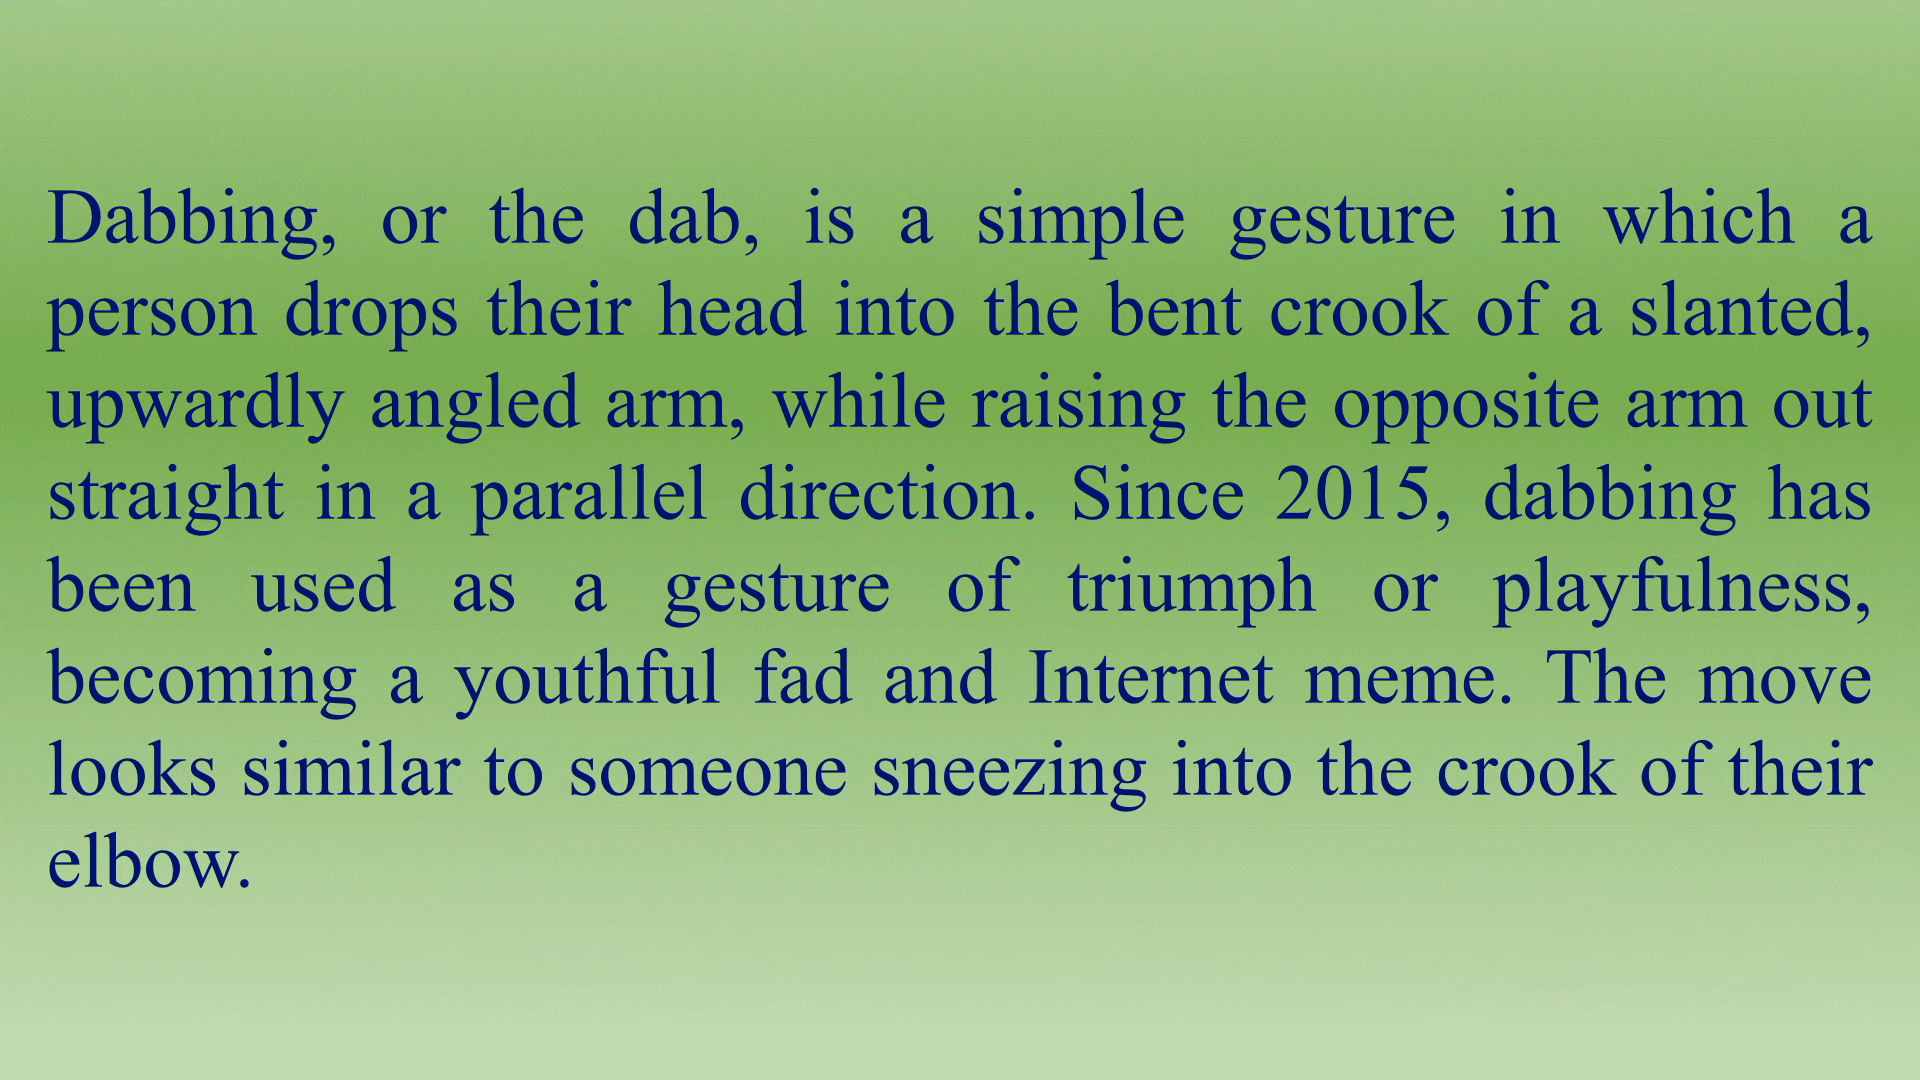 Dabbing, or the dab, is a simple gesture in which a
person drops their head into the bent crook of a slanted,
upwardly angled arm, while raising the opposite arm out
straight in a parallel direction. Since 2015, dabbing has
been used as a gesture of triumph or playfulness,
becoming a youthful fad and Internet meme. The move
looks similar to someone sneezing into the crook of their
elbow.